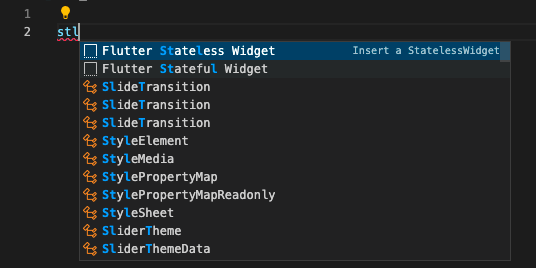 1
2 stl
Flutter Stateless Widget Insert a StatelessWidget
Flutter Stateful Widget
SlideTransition
SlideTransition
SlideTransition
StyleElement
StyleMedia
StylePropertyMap
StylePropertyMapReadonly
StyleSheet
SliderTheme
SliderThemeData